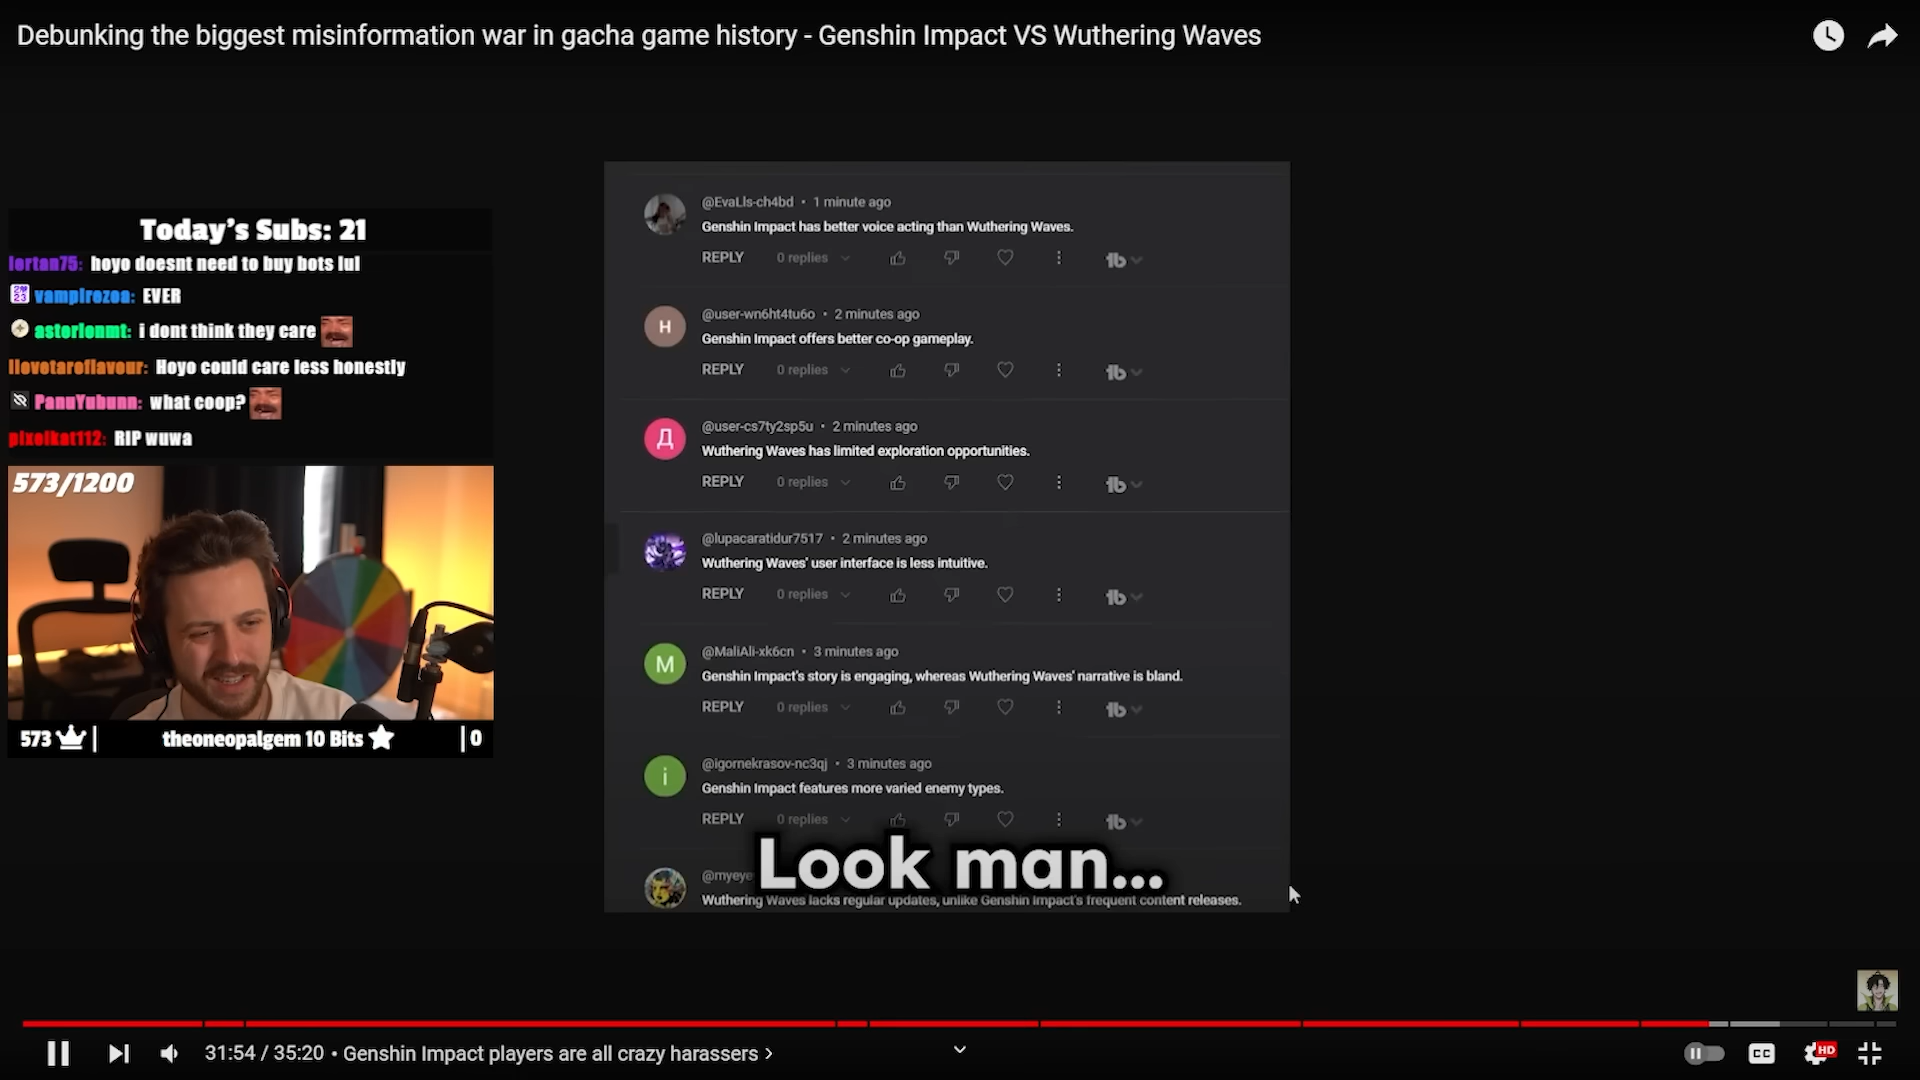 Debunking the biggest misinformation war in gacha game history - Genshin Impact VS Wuthering Waves
Today's Subs: 21
lortan75: hoyo doesnt need to buy bots lul
vampirezoa: EVER
astorionmt: i dont think they care
Ilovetaroflavour: Hoyo could care less honestly
PanuYubunn: what coop?
pixelkat112: RIP wuwa
573/1200
573
theoneopalgem 10 Bits
0
@EvaLls-ch4bd • 1 minute ago
Genshin Impact has better voice acting than Wuthering Waves.
REPLY 0 replies
H
@user-wn6ht4tu6o • 2 minutes ago
Genshin Impact offers better co-op gameplay.
REPLY 0 replies
Д
@user-cs7ty2sp5u • 2 minutes ago
Wuthering Waves has limited exploration opportunities.
REPLY 0 replies
@lupacaratidur7517 • 2 minutes ago
Wuthering Waves' user interface is less intuitive.
REPLY 0 replies
M
@MaliAli-xk6cn • 3 minutes ago
Genshin Impact's story is engaging, whereas Wuthering Waves' narrative is bland.
REPLY 0 replies
i
@igornekrasov-nc3qj • 3 minutes ago
Genshin Impact features more varied enemy types.
REPLY 0 replies
Look man...
@myeye
Wuthering Waves lacks regular updates, unlike Genshin Impact's frequent content releases.
31:54 / 35:20 • Genshin Impact players are all crazy harassers
CC
HD